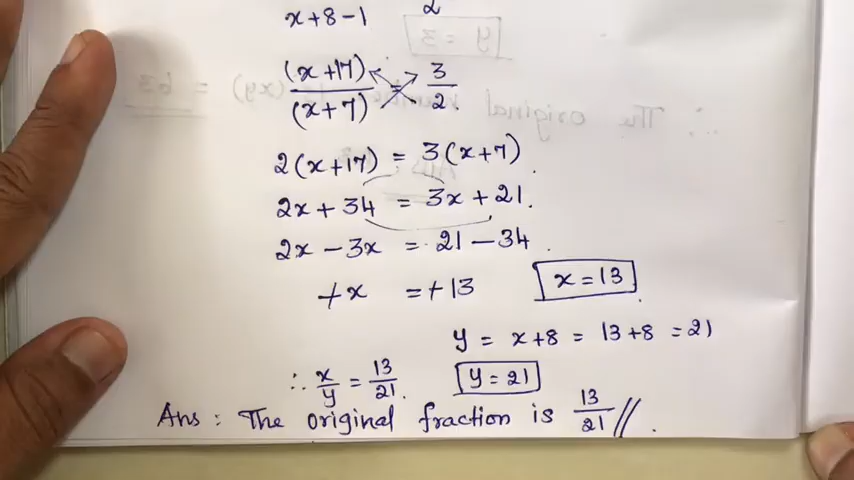 x+8-1 2
(x+17)/(x+7) = 3/2.
2(x+17) = 3(x+7).
2x+34 = 3x+21.
2x-3x = 21-34.
+x = +13 x=13
y = x+8 = 13+8 = 21
∴ x/y = 13/21. y=21
Ans : The original fraction is 13/21 //.